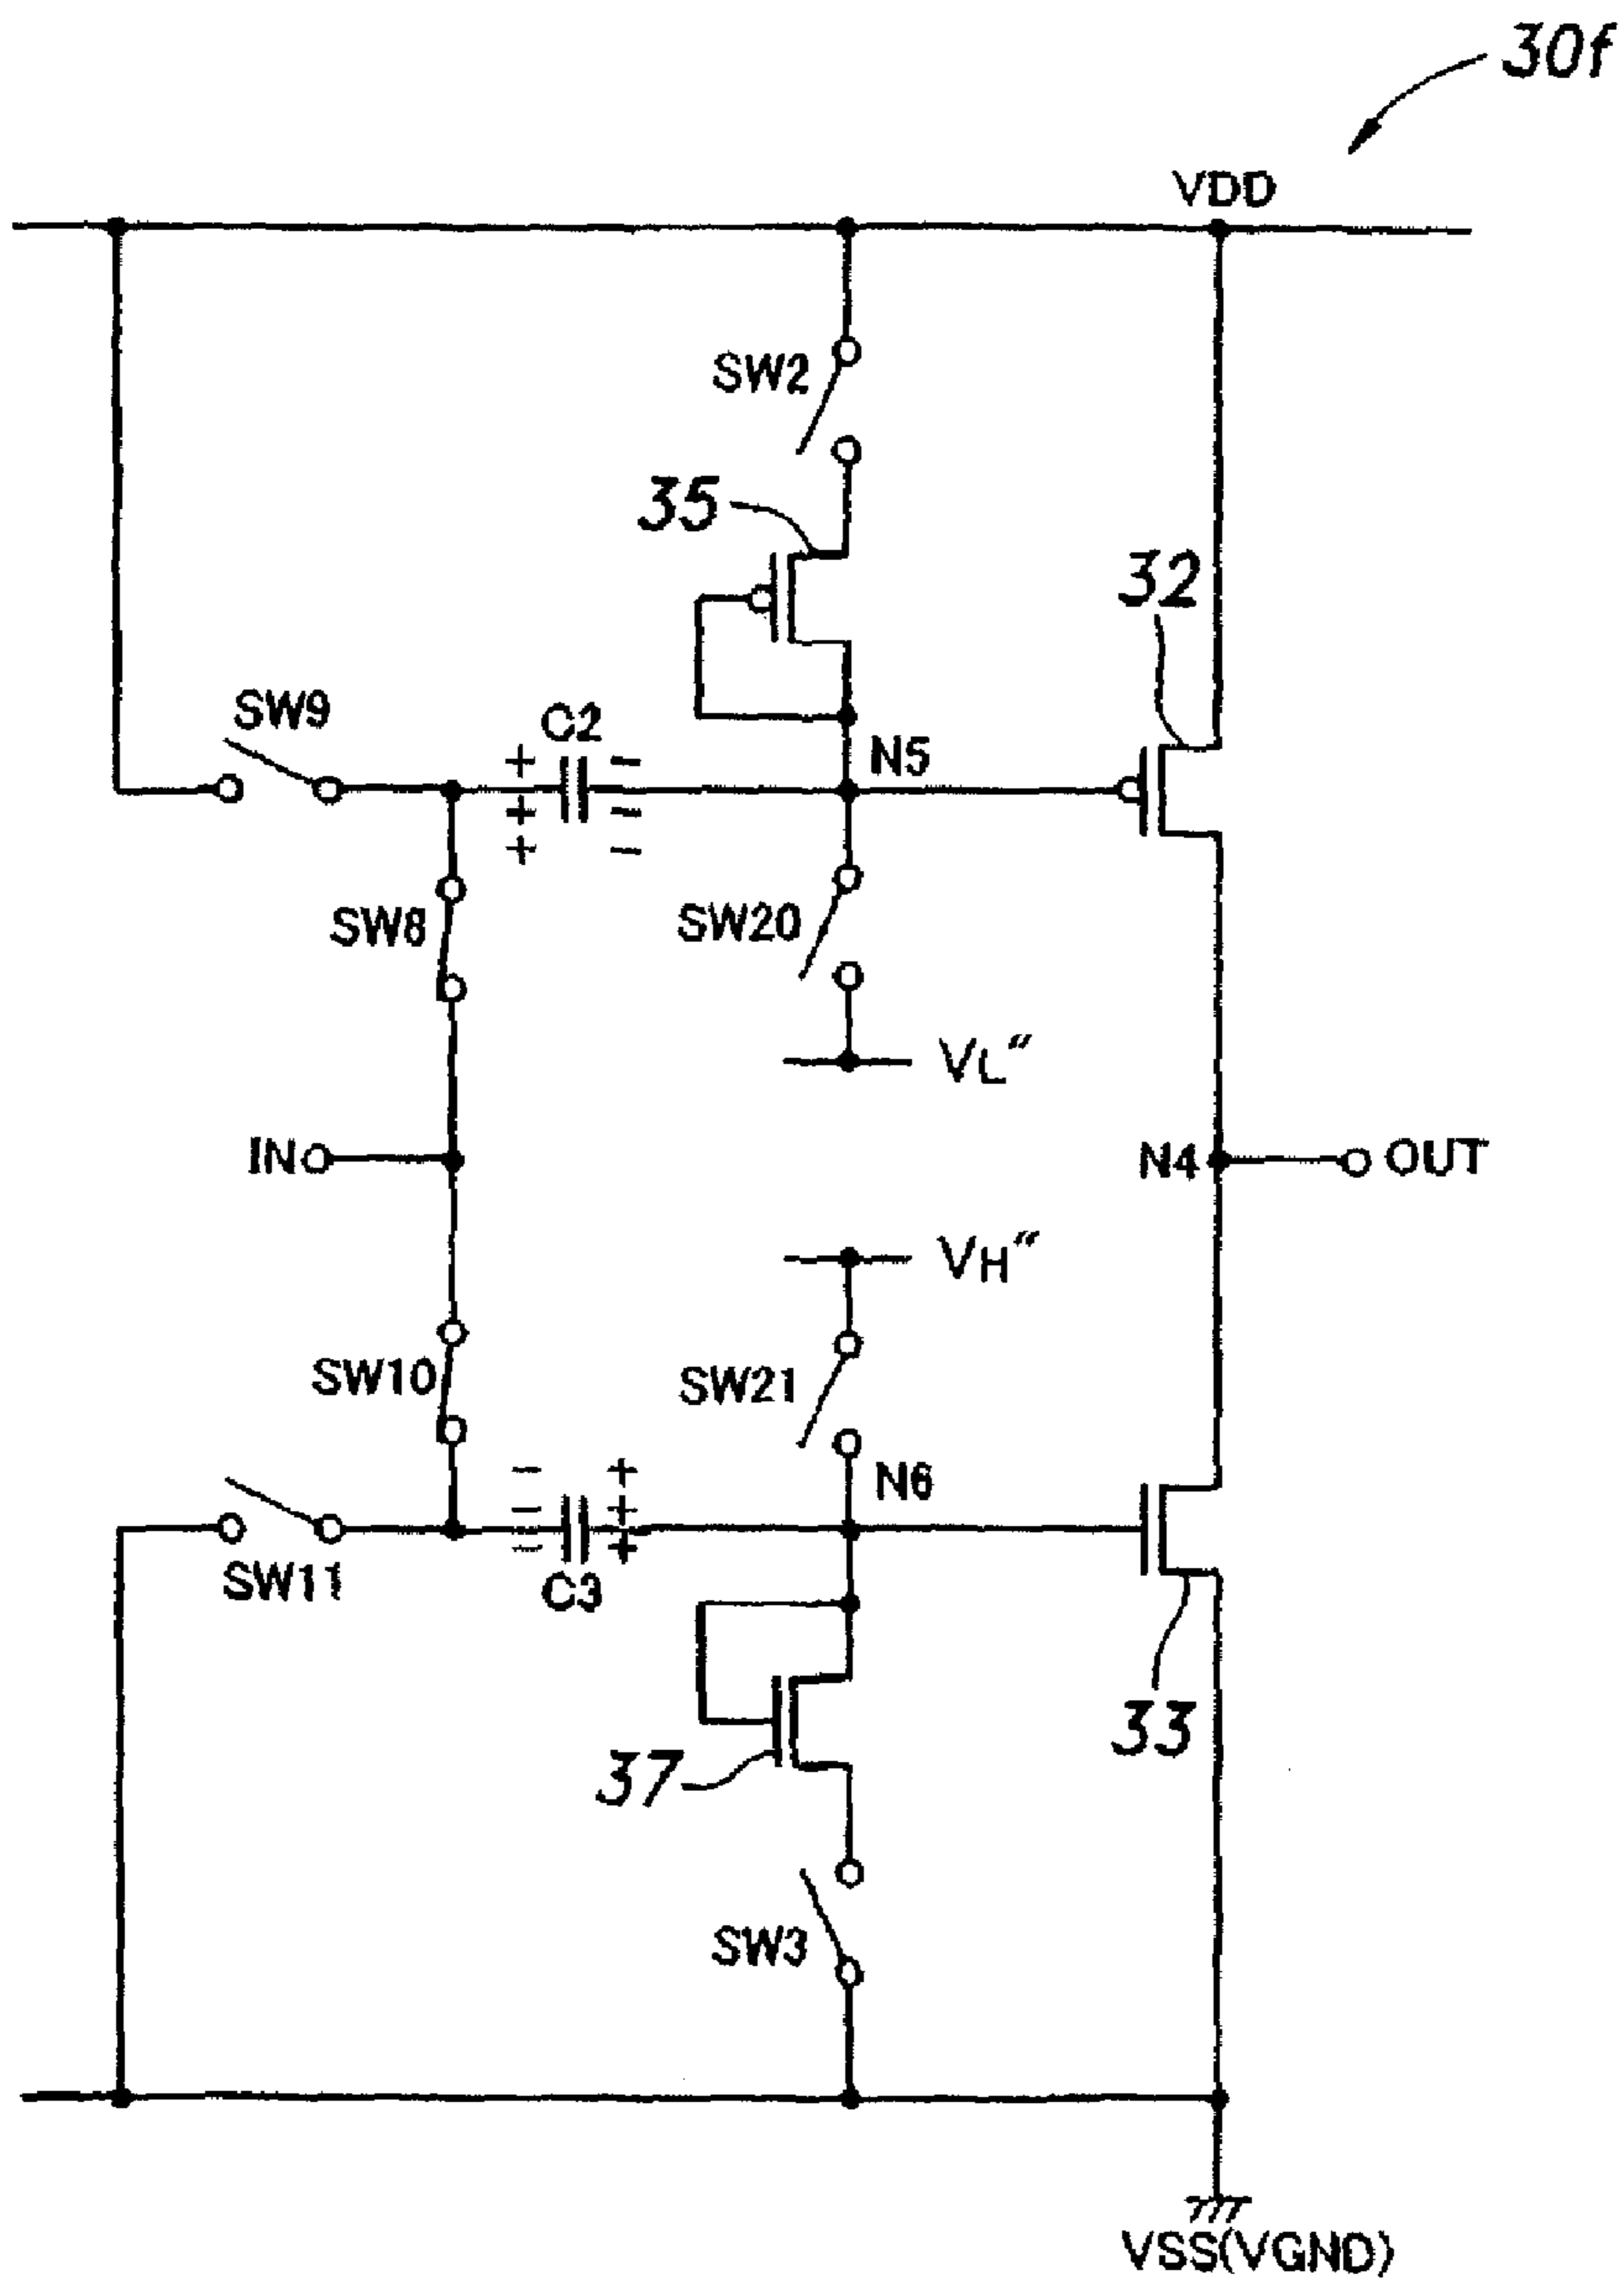 30f
VDD
SW2
35
32
SW9
C2
N5
+ −
+ −
+ −
SW8
SW20
VL"
IN
N4
OUT
VH"
SW10
SW21
N6
− +
− +
− +
SW11
C3
37
33
SW3
VSS(VGND)